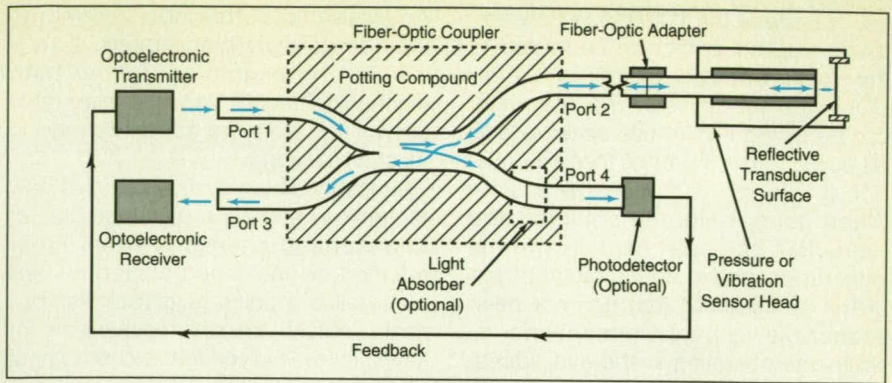 Fiber-Optic Coupler
Fiber-Optic Adapter
Optoelectronic
Transmitter
Potting Compound
Port 1
Port 2
Port 3
Port 4
Optoelectronic
Receiver
Light
Absorber
(Optional)
Photodetector
(Optional)
Reflective
Transducer
Surface
Pressure or
Vibration
Sensor Head
Feedback